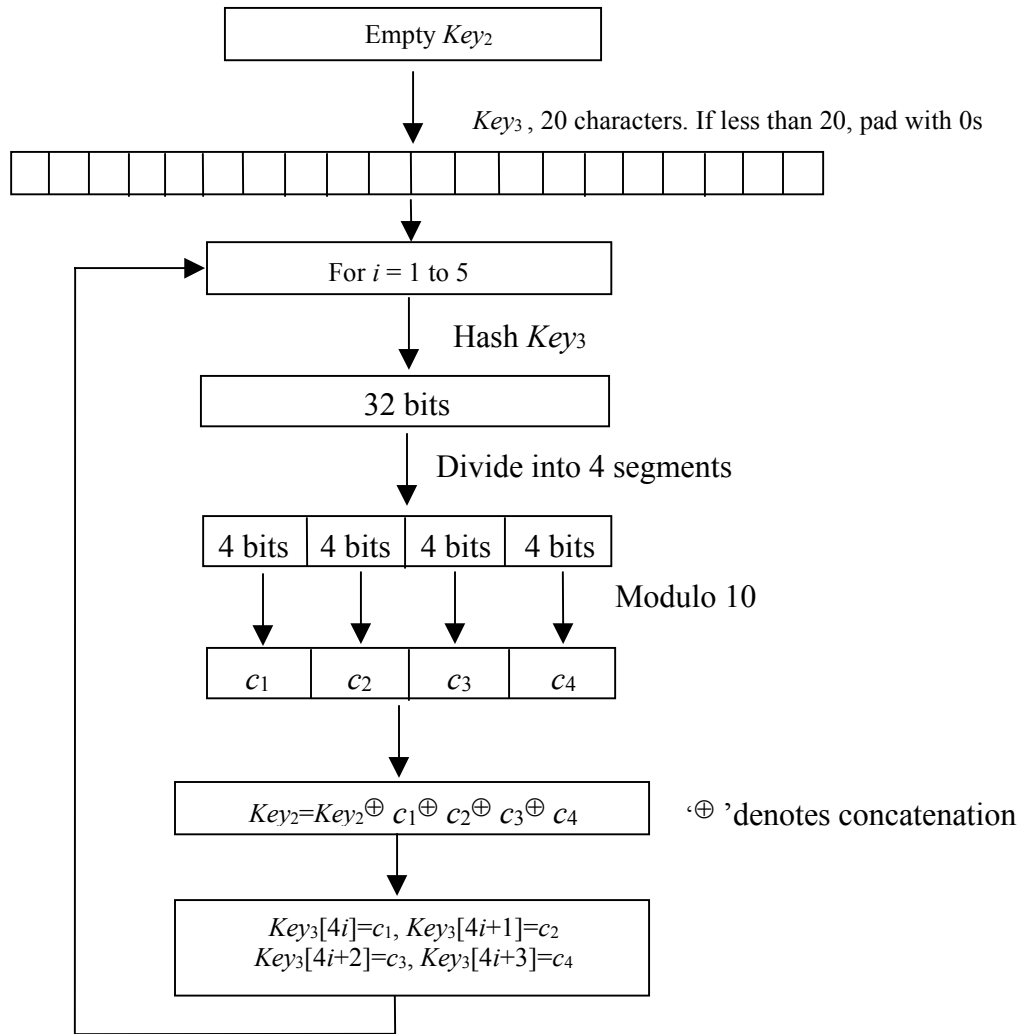 Empty Key₂
Key₃ , 20 characters. If less than 20, pad with 0s
For i = 1 to 5
Hash Key₃
32 bits
Divide into 4 segments
4 bits 4 bits 4 bits 4 bits
Modulo 10
c₁ c₂ c₃ c₄
Key₂=Key₂⊕ c₁⊕ c₂⊕ c₃⊕ c₄ ‘⊕ ’denotes concatenation
Key₃[4i]=c₁, Key₃[4i+1]=c₂
Key₃[4i+2]=c₃, Key₃[4i+3]=c₄